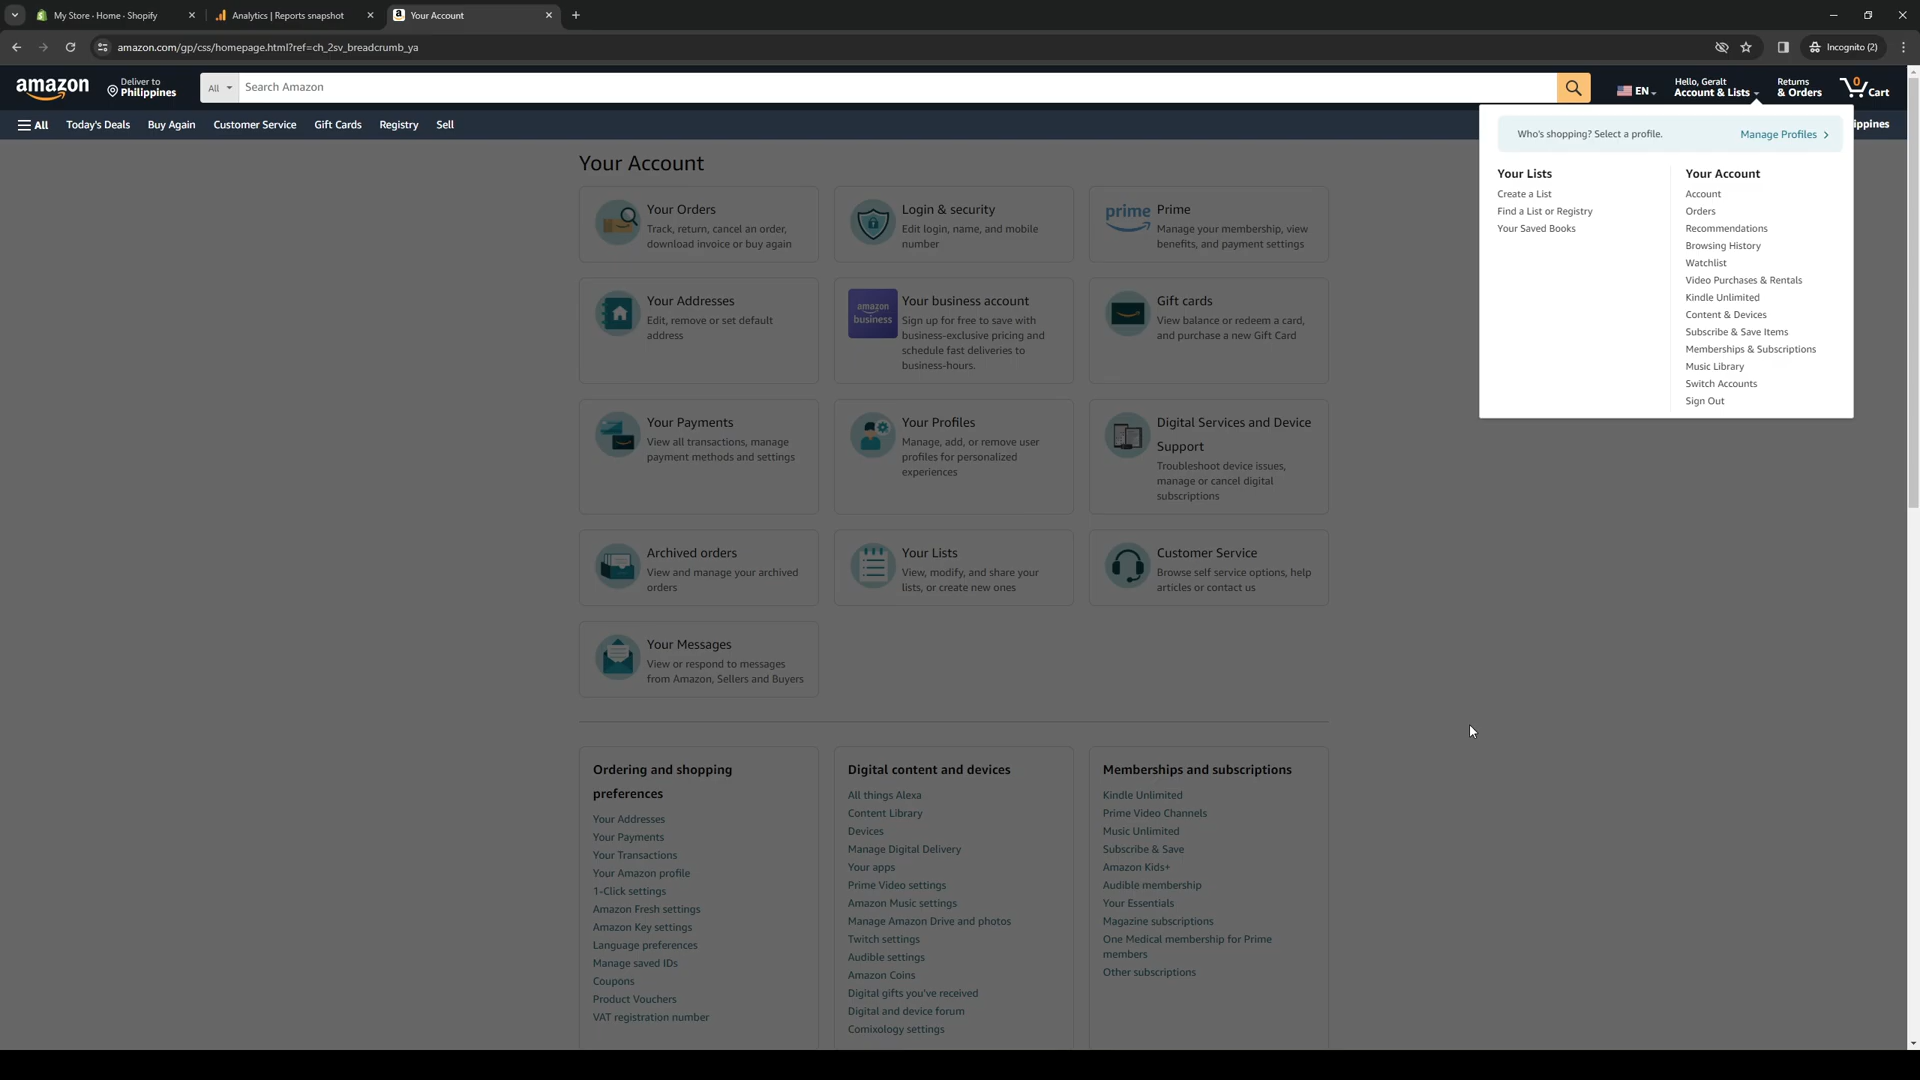 My Store · Home · Shopify
Analytics | Reports snapshot
Your Account
amazon.com/gp/css/homepage.html?ref=ch_2sv_breadcrumb_ya
Incognito (2)
amazon
Deliver to
Philippines
All
Search Amazon
EN
Hello, Geralt
Account & Lists
Returns
& Orders
0
Cart
All
Today's Deals
Buy Again
Customer Service
Gift Cards
Registry
Sell
ippines
Who's shopping? Select a profile.
Manage Profiles
Your Lists
Create a List
Find a List or Registry
Your Saved Books
Your Account
Account
Orders
Recommendations
Browsing History
Watchlist
Video Purchases & Rentals
Kindle Unlimited
Content & Devices
Subscribe & Save Items
Memberships & Subscriptions
Music Library
Switch Accounts
Sign Out
Your Account
Your Orders
Track, return, cancel an order,
download invoice or buy again
Login & security
Edit login, name, and mobile
number
prime
Prime
Manage your membership, view
benefits, and payment settings
Your Addresses
Edit, remove or set default
address
amazon
business
Your business account
Sign up for free to save with
business-exclusive pricing and
schedule fast deliveries to
business-hours.
Gift cards
View balance or redeem a card,
and purchase a new Gift Card
Your Payments
View all transactions, manage
payment methods and settings
Your Profiles
Manage, add, or remove user
profiles for personalized
experiences
Digital Services and Device
Support
Troubleshoot device issues,
manage or cancel digital
subscriptions
Archived orders
View and manage your archived
orders
Your Lists
View, modify, and share your
lists, or create new ones
Customer Service
Browse self service options, help
articles or contact us
Your Messages
View or respond to messages
from Amazon, Sellers and Buyers
Ordering and shopping
preferences
Your Addresses
Your Payments
Your Transactions
Your Amazon profile
1-Click settings
Amazon Fresh settings
Amazon Key settings
Language preferences
Manage saved IDs
Coupons
Product Vouchers
VAT registration number
Digital content and devices
All things Alexa
Content Library
Devices
Manage Digital Delivery
Your apps
Prime Video settings
Amazon Music settings
Manage Amazon Drive and photos
Twitch settings
Audible settings
Amazon Coins
Digital gifts you've received
Digital and device forum
Comixology settings
Memberships and subscriptions
Kindle Unlimited
Prime Video Channels
Music Unlimited
Subscribe & Save
Amazon Kids+
Audible membership
Your Essentials
Magazine subscriptions
One Medical membership for Prime
members
Other subscriptions